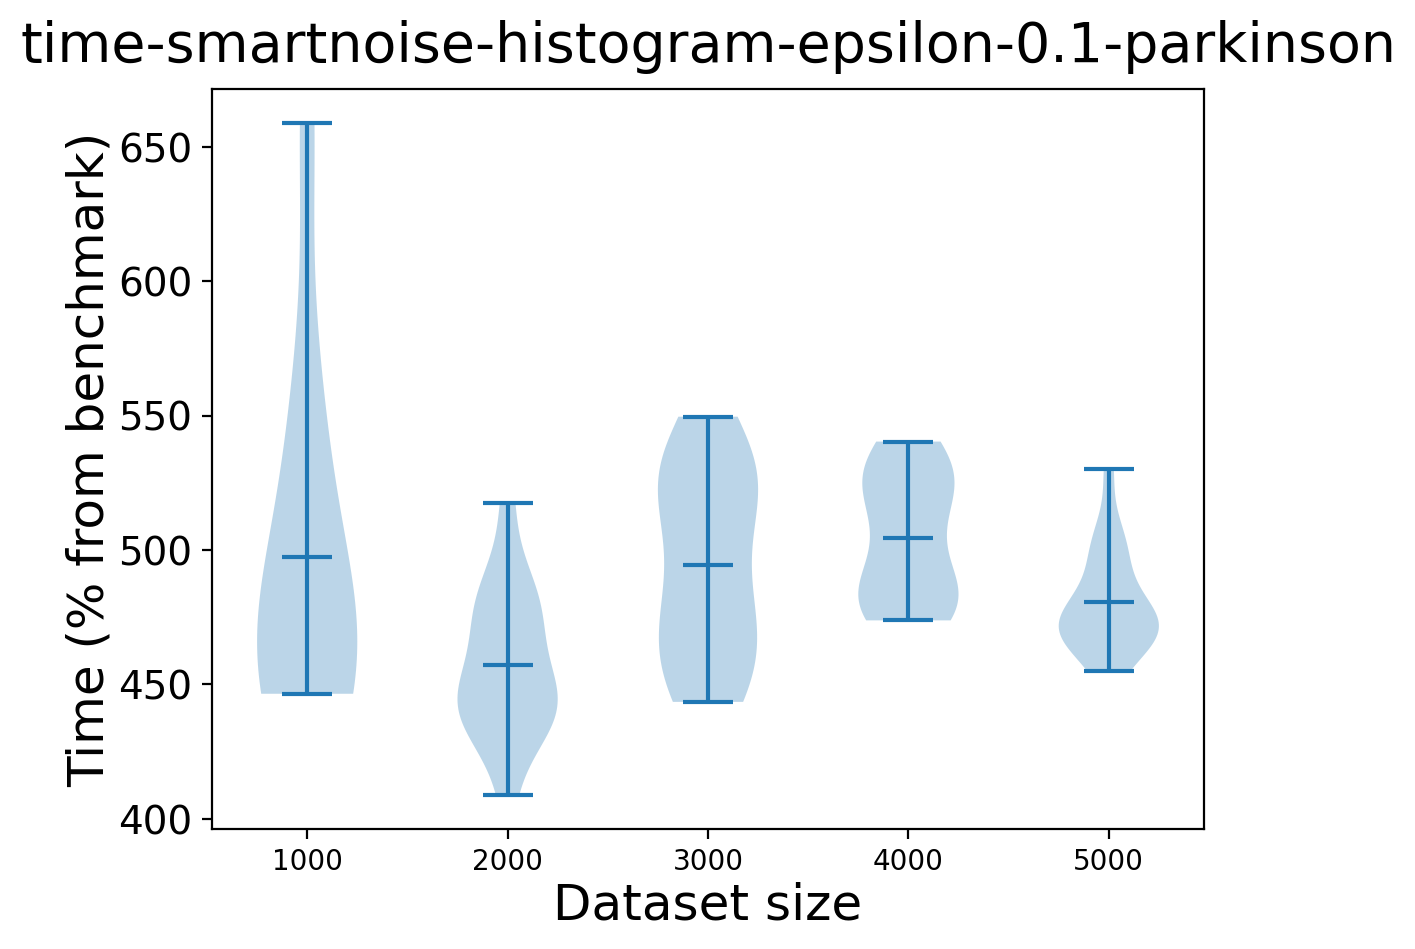 time-smartnoise-histogram-epsilon-0.1-parkinson
Time (% from benchmark)
650
600
550
500
450
400
1000 2000 3000 4000 5000
Dataset size